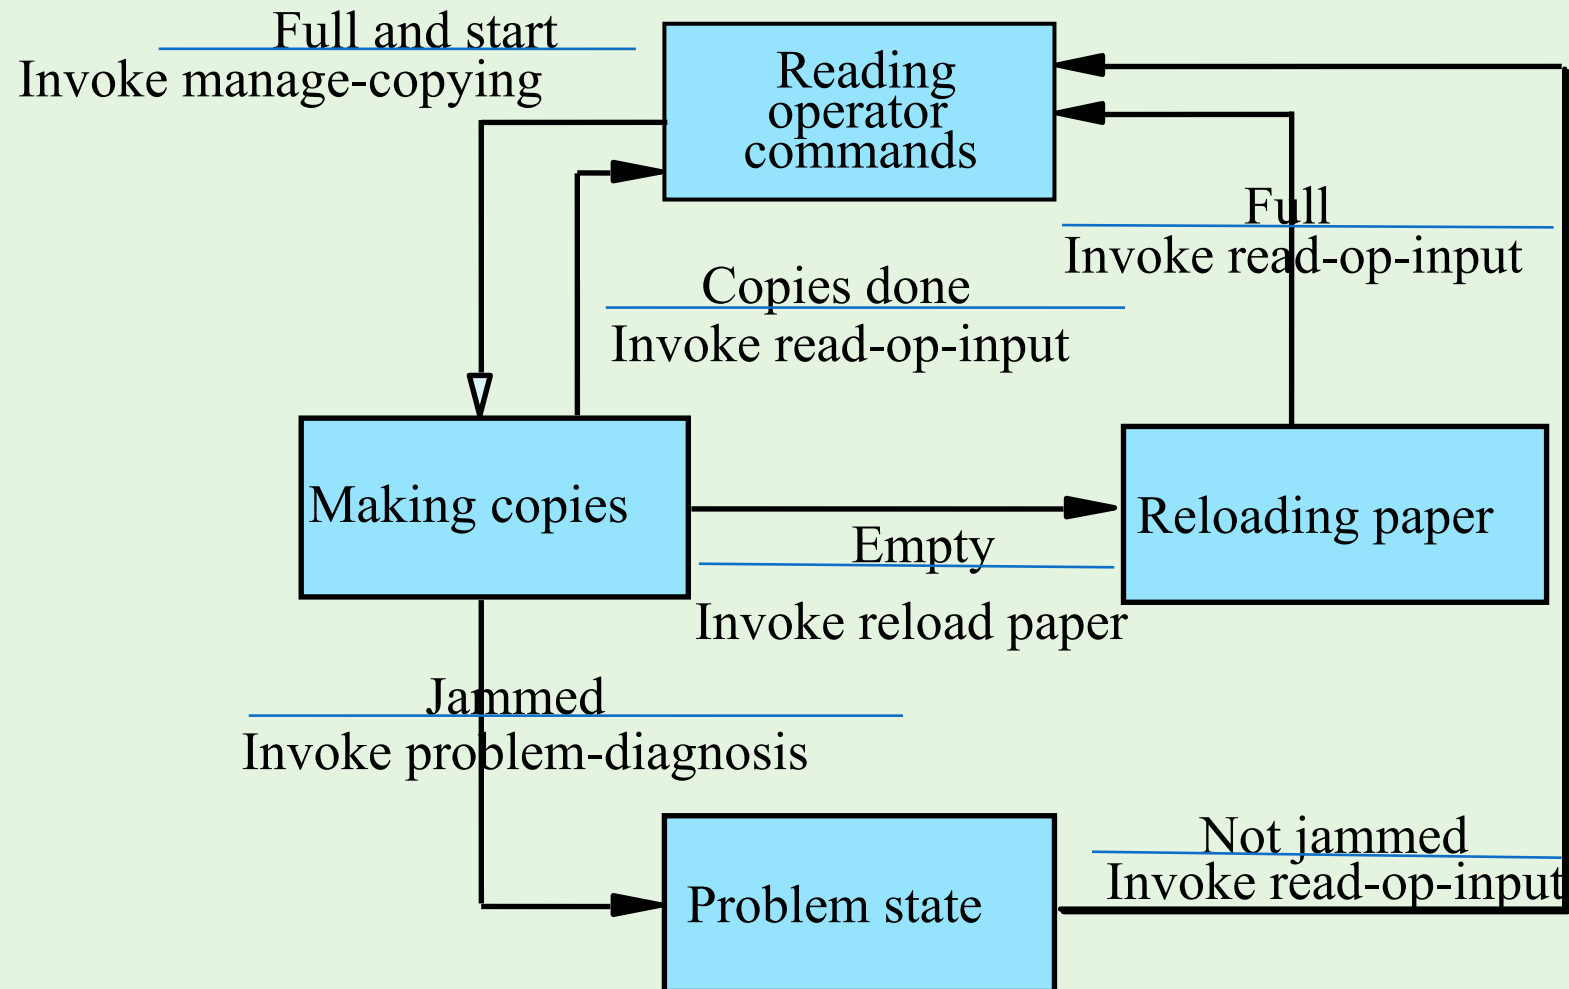 Full and start
Invoke manage-copying
Reading
operator
commands
Full
Invoke read-op-input
Copies done
Invoke read-op-input
Making copies
Reloading paper
Empty
Invoke reload paper
Jammed
Invoke problem-diagnosis
Not jammed
Invoke read-op-input
Problem state